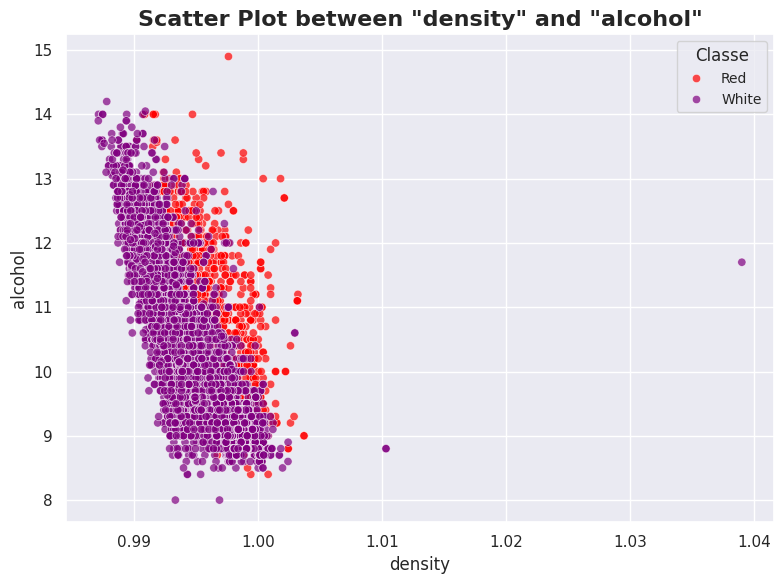 Scatter Plot between "density" and "alcohol"
Classe
Red
White
alcohol
15
14
13
12
11
10
9
8
0.99 1.00 1.01 1.02 1.03 1.04
density